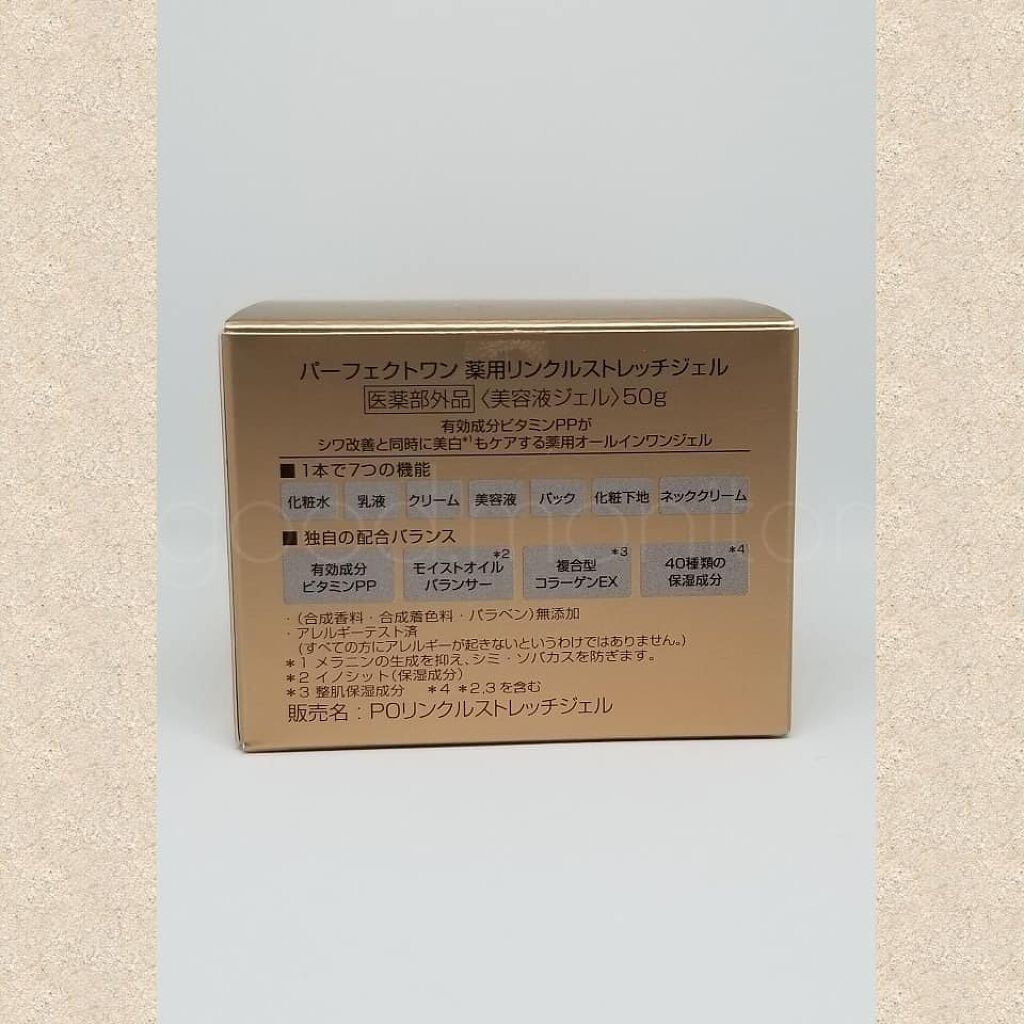 パーフェクトワン 薬用リンクルストレッチジェル
医薬部外品 〈美容液ジェル〉50g
有効成分ビタミンPPが
シワ改善と同時に美白*1もケアする薬用オールインワンジェル
■1本で7つの機能
化粧水 乳液 クリーム 美容液 パック 化粧下地 ネッククリーム
■独自の配合バランス
有効成分
ビタミンPP
モイストオイル*2
バランサー
複合型*3
コラーゲンEX
40種類の*4
保湿成分
・(合成香料・合成着色料・パラベン)無添加
・アレルギーテスト済
(すべての方にアレルギーが起きないというわけではありません。)
*1 メラニンの生成を抑え、シミ・ソバカスを防ぎます。
*2 イノシット(保湿成分)
*3 整肌保湿成分 *4 *2,3を含む
販売名:POリンクルストレッチジェル
good.monitor